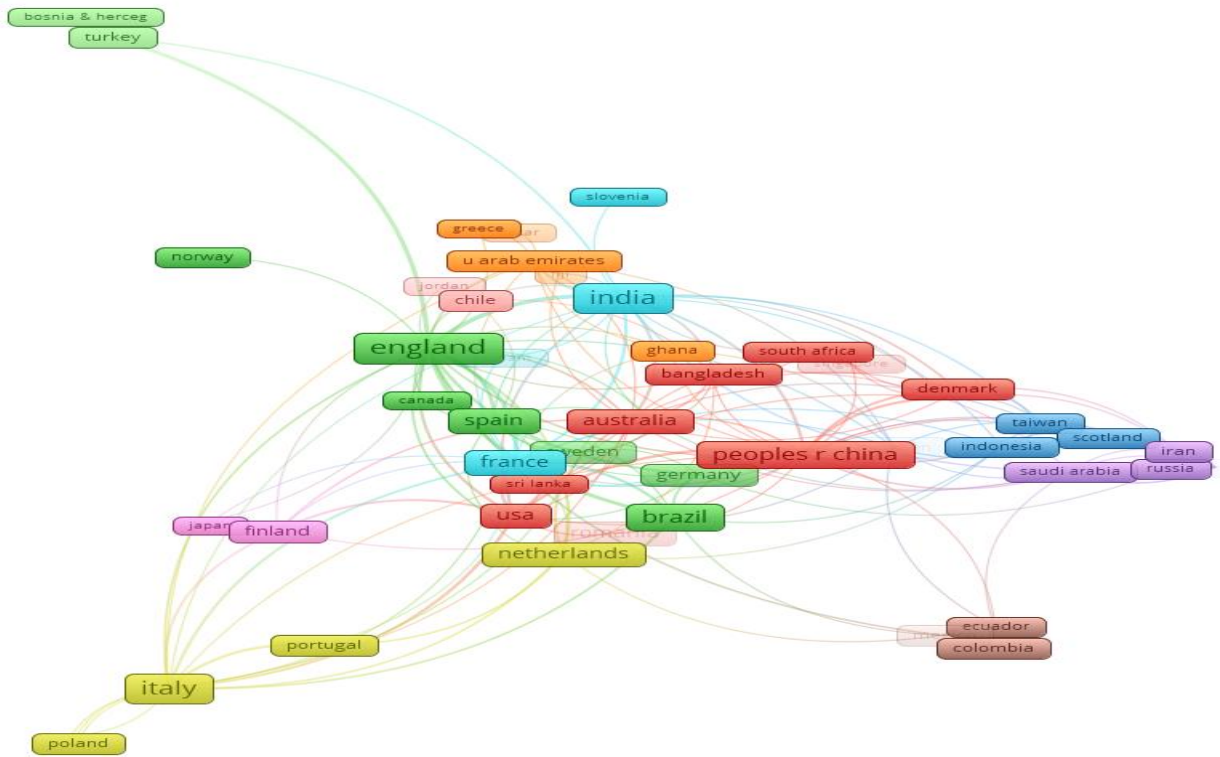 bosnia & herceg
turkey
slovenia
greece
norway
u arab emirates
jordan
chile
india
england
ghana
south africa
singapore
bangladesh
denmark
canada
spain
australia
taiwan
scotland
indonesia
peoples r china
sweden
iran
france
germany
saudi arabia
russia
sri lanka
usa
brazil
japan
finland
romania
netherlands
ecuador
portugal
colombia
italy
poland